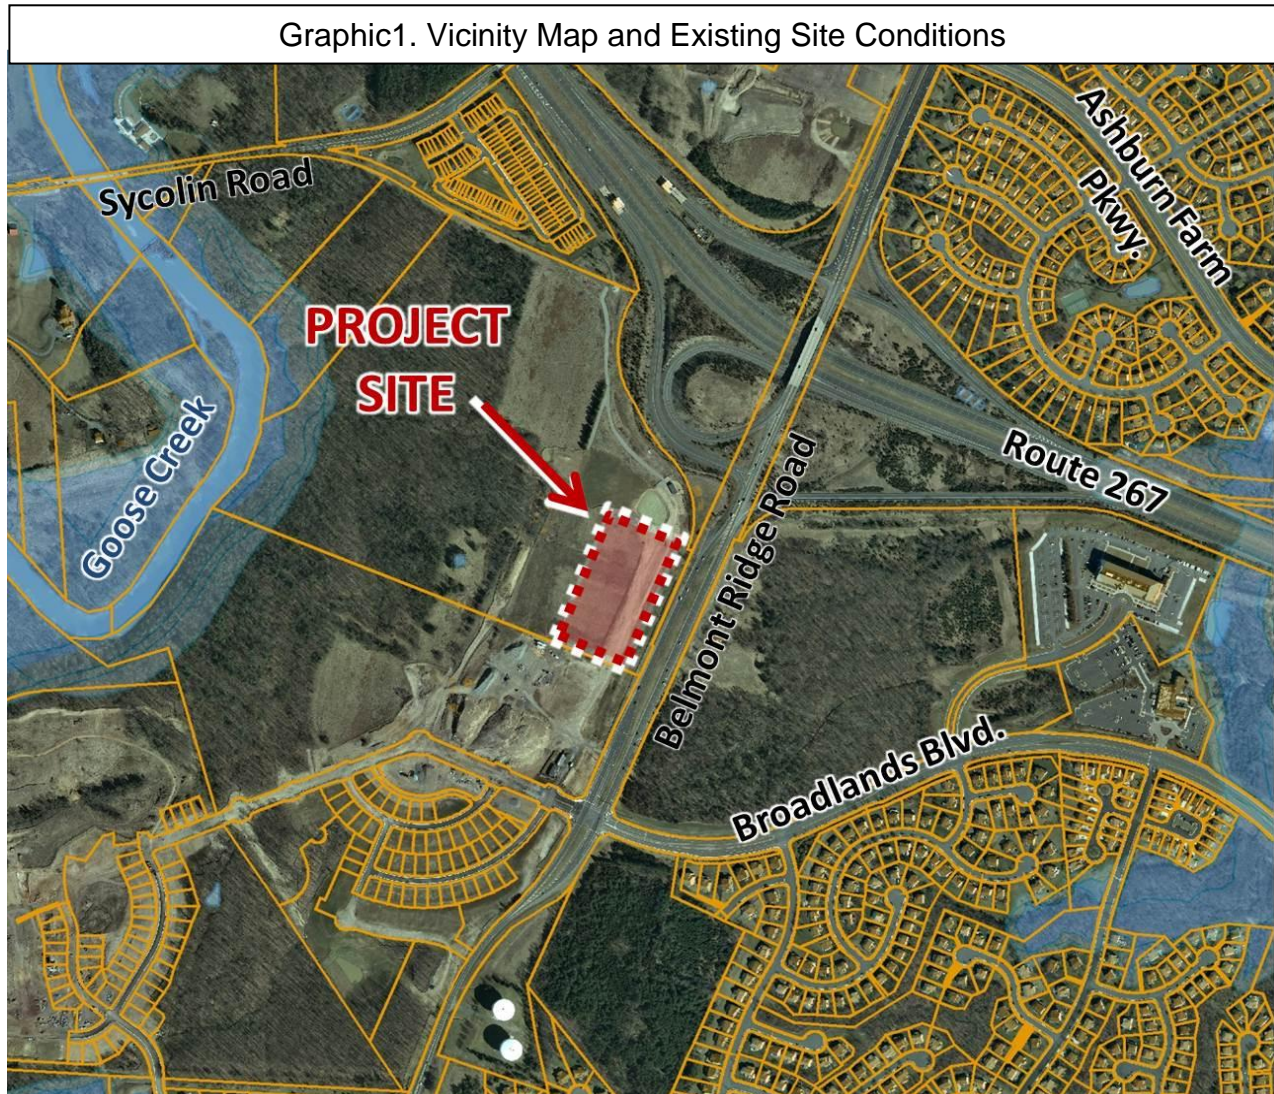 Graphic1. Vicinity Map and Existing Site Conditions
Ashburn Farm
Pkwy.
Sycolin Road
PROJECT
SITE
Goose Creek
Route 267
Belmont Ridge Road
Broadlands Blvd.